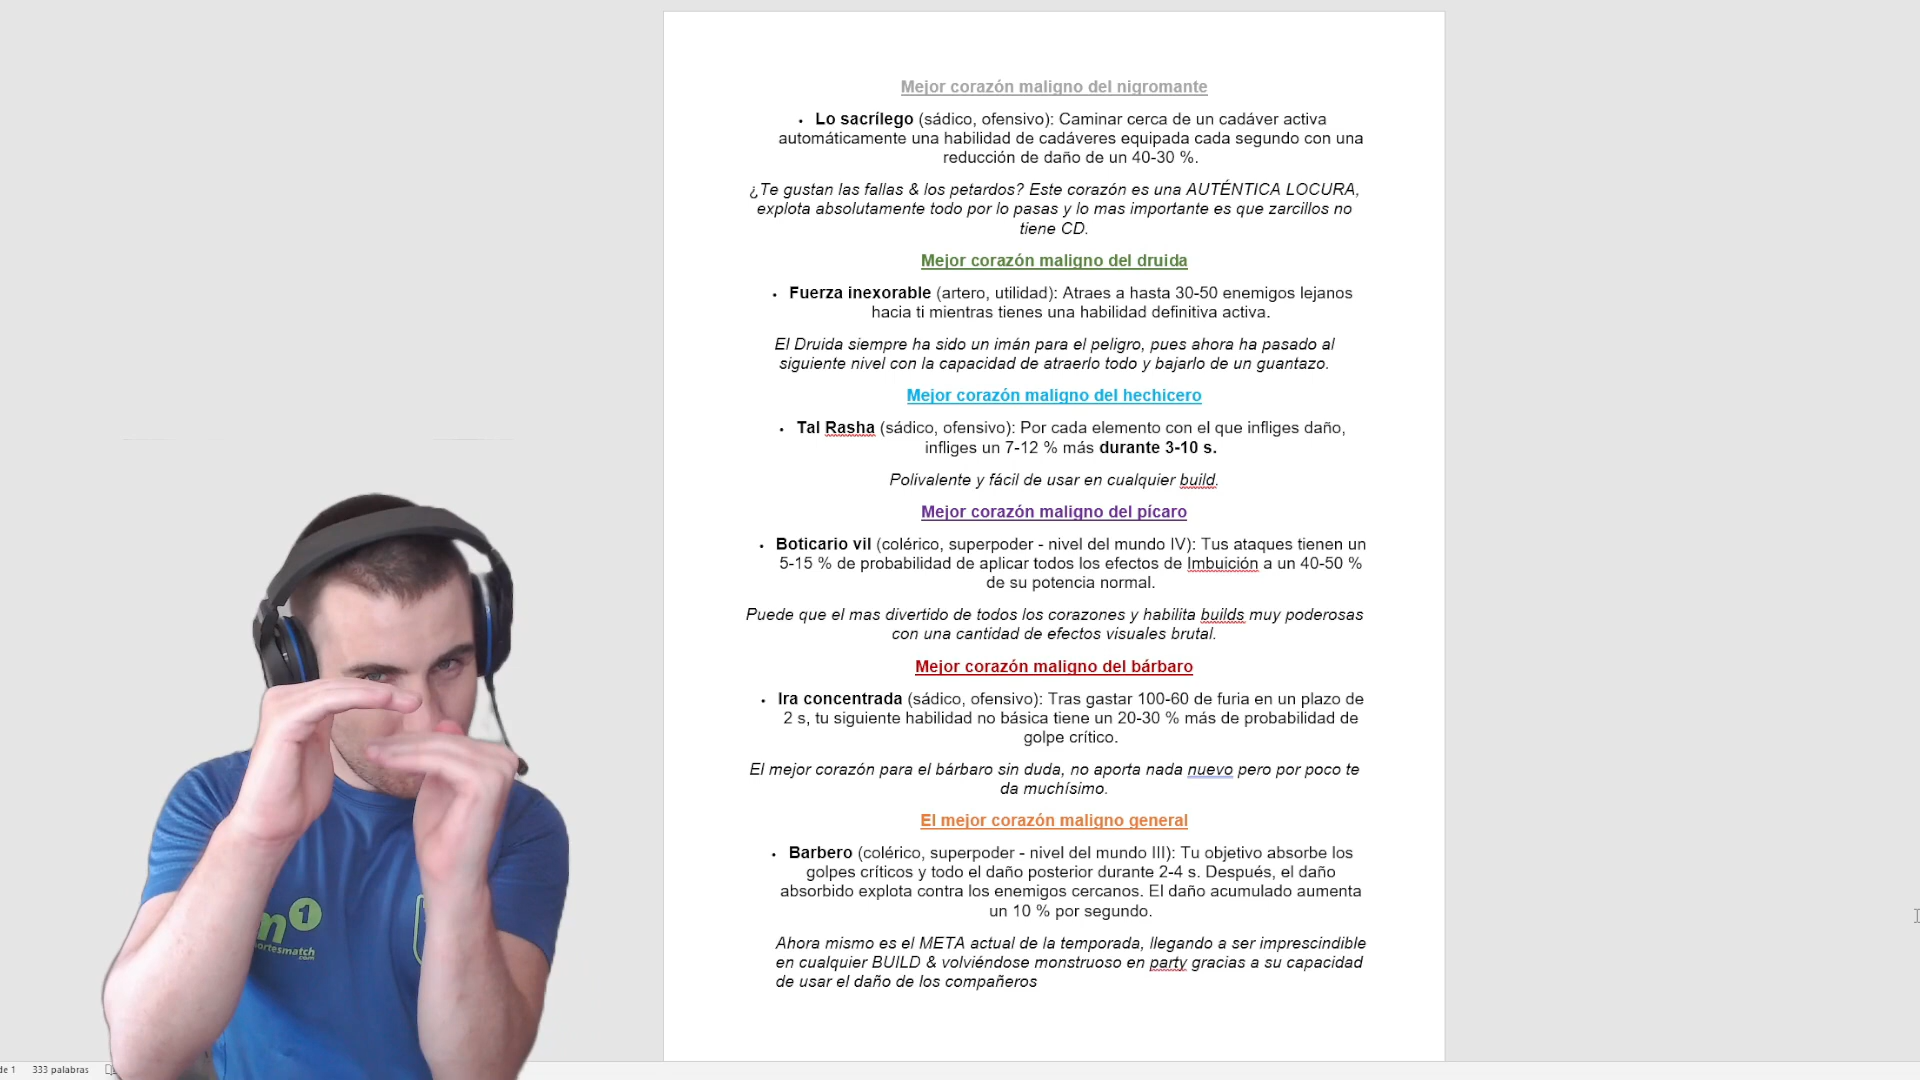 Mejor corazón maligno del nigromante
• Lo sacrílego (sádico, ofensivo): Caminar cerca de un cadáver activa
automáticamente una habilidad de cadáveres equipada cada segundo con una
reducción de daño de un 40-30 %.
¿Te gustan las fallas & los petardos? Este corazón es una AUTÉNTICA LOCURA,
explota absolutamente todo por lo pasas y lo mas importante es que zarcillos no
tiene CD.
Mejor corazón maligno del druida
• Fuerza inexorable (artero, utilidad): Atraes a hasta 30-50 enemigos lejanos
hacia ti mientras tienes una habilidad definitiva activa.
El Druida siempre ha sido un imán para el peligro, pues ahora ha pasado al
siguiente nivel con la capacidad de atraerlo todo y bajarlo de un guantazo.
Mejor corazón maligno del hechicero
• Tal Rasha (sádico, ofensivo): Por cada elemento con el que infliges daño,
infliges un 7-12 % más durante 3-10 s.
Polivalente y fácil de usar en cualquier build.
Mejor corazón maligno del pícaro
• Boticario vil (colérico, superpoder - nivel del mundo IV): Tus ataques tienen un
5-15 % de probabilidad de aplicar todos los efectos de Imbuición a un 40-50 %
de su potencia normal.
Puede que el mas divertido de todos los corazones y habilita builds muy poderosas
con una cantidad de efectos visuales brutal.
Mejor corazón maligno del bárbaro
• Ira concentrada (sádico, ofensivo): Tras gastar 100-60 de furia en un plazo de
2 s, tu siguiente habilidad no básica tiene un 20-30 % más de probabilidad de
golpe crítico.
El mejor corazón para el bárbaro sin duda, no aporta nada nuevo pero por poco te
da muchísimo.
El mejor corazón maligno general
• Barbero (colérico, superpoder - nivel del mundo III): Tu objetivo absorbe los
golpes críticos y todo el daño posterior durante 2-4 s. Después, el daño
absorbido explota contra los enemigos cercanos. El daño acumulado aumenta
un 10 % por segundo.
Ahora mismo es el META actual de la temporada, llegando a ser imprescindible
en cualquier BUILD & volviéndose monstruoso en party gracias a su capacidad
de usar el daño de los compañeros
m1
ortesmatch
.com
de 1 333 palabras